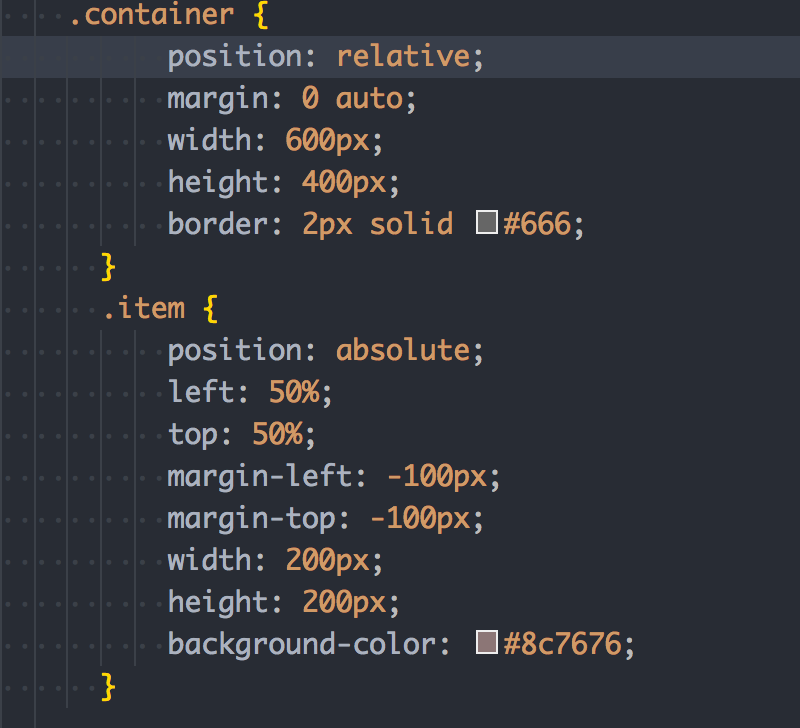 .container {
position: relative;
margin: 0 auto;
width: 600px;
height: 400px;
border: 2px solid #666;
}
.item {
position: absolute;
left: 50%;
top: 50%;
margin-left: -100px;
margin-top: -100px;
width: 200px;
height: 200px;
background-color: #8c7676;
}